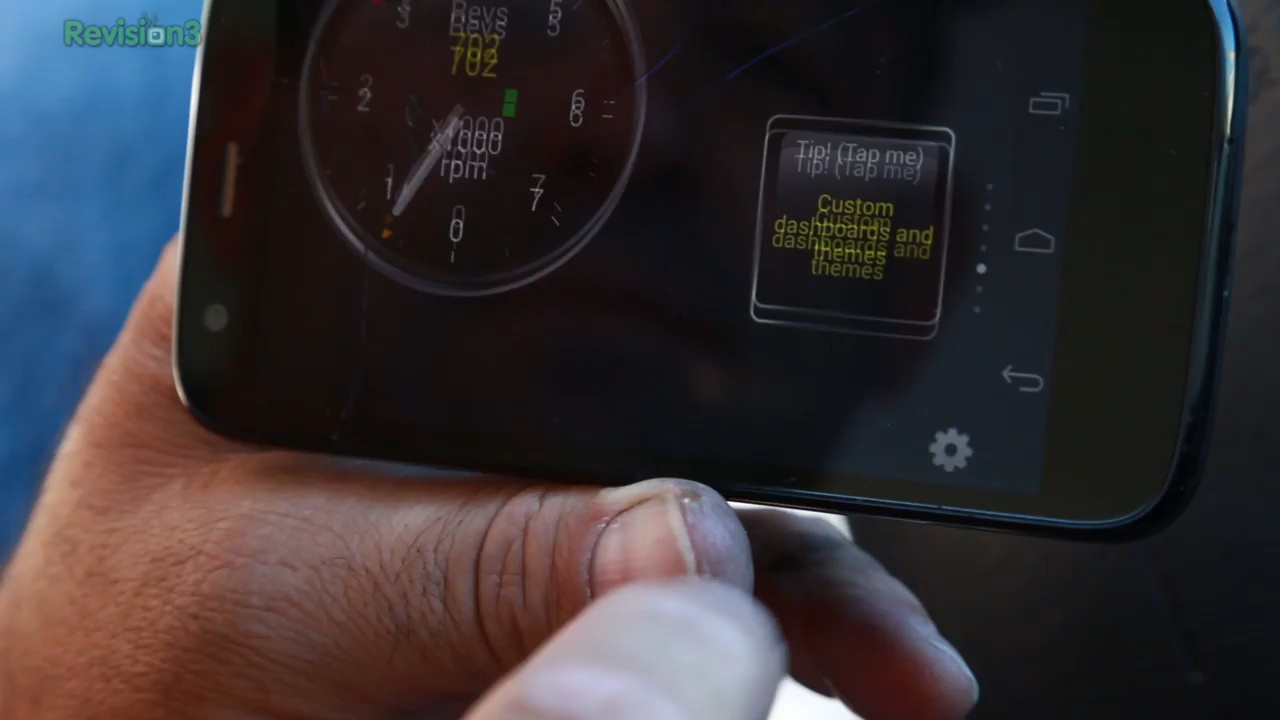 Revision3
3
5
Revs
702
2
6
x1000
rpm
1
7
0
Tip! (Tap me)
Custom
dashboards and
themes